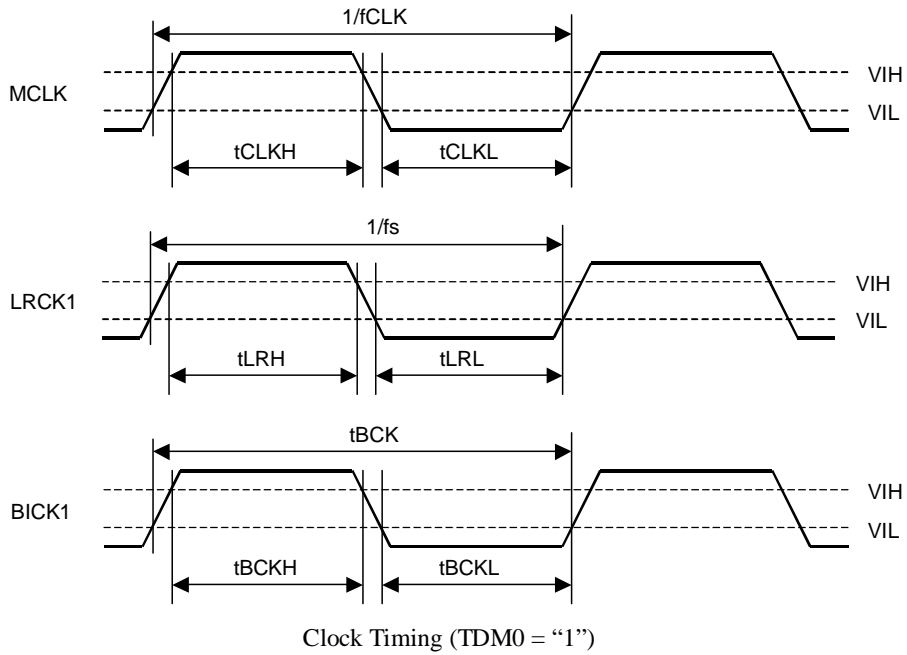 1/fCLK
MCLK
VIH
VIL
tCLKH
tCLKL
1/fs
LRCK1
VIH
VIL
tLRH
tLRL
tBCK
BICK1
VIH
VIL
tBCKH
tBCKL
Clock Timing (TDM0 = “1”)